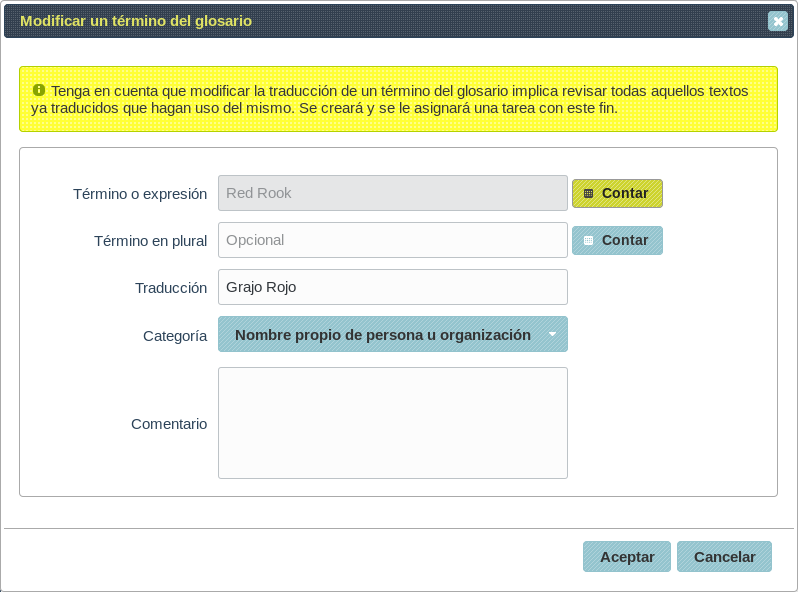 Modificar un término del glosario
Tenga en cuenta que modificar la traducción de un término del glosario implica revisar todas aquellos textos
ya traducidos que hagan uso del mismo. Se creará y se le asignará una tarea con este fin.
Término o expresión Red Rook Contar
Término en plural Opcional Contar
Traducción Grajo Rojo
Categoría Nombre propio de persona u organización
Comentario
Aceptar Cancelar